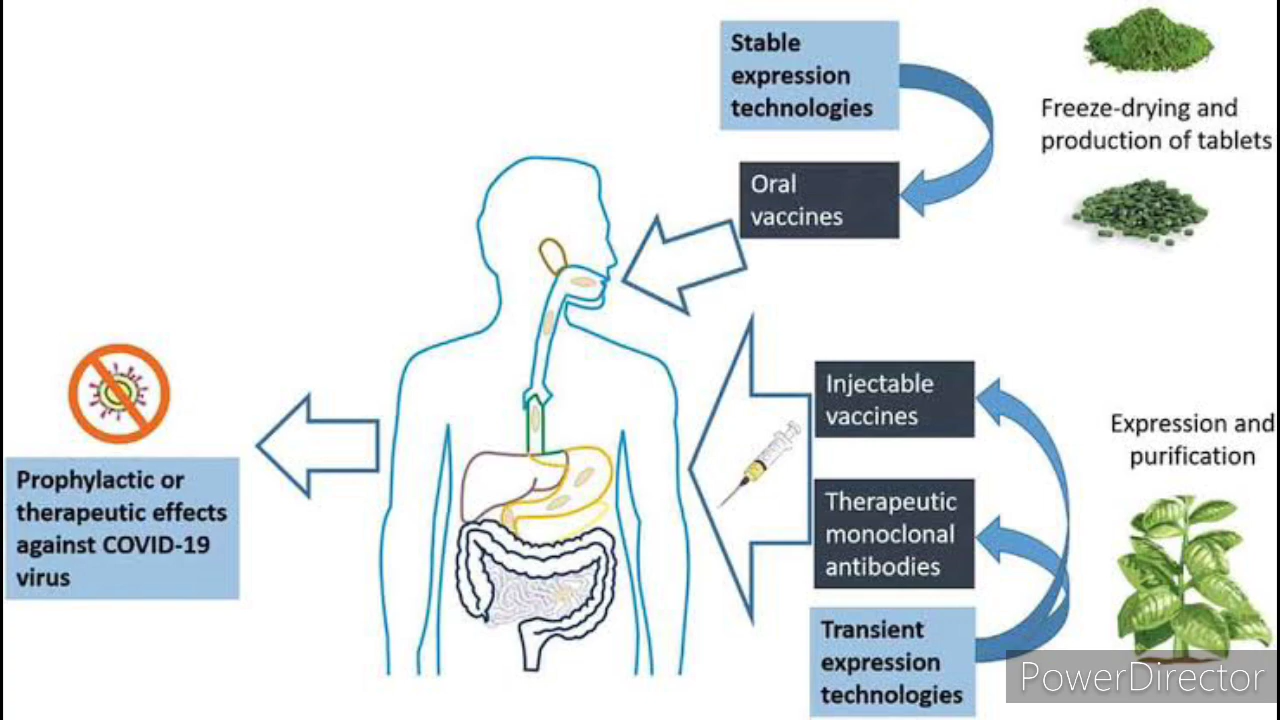 Stable
expression
technologies
Freeze-drying and
production of tablets
Oral
vaccines
Injectable
vaccines
Expression and
purification
Therapeutic
monoclonal
antibodies
Prophylactic or
therapeutic effects
against COVID-19
virus
Transient
expression
technologies
PowerDirector